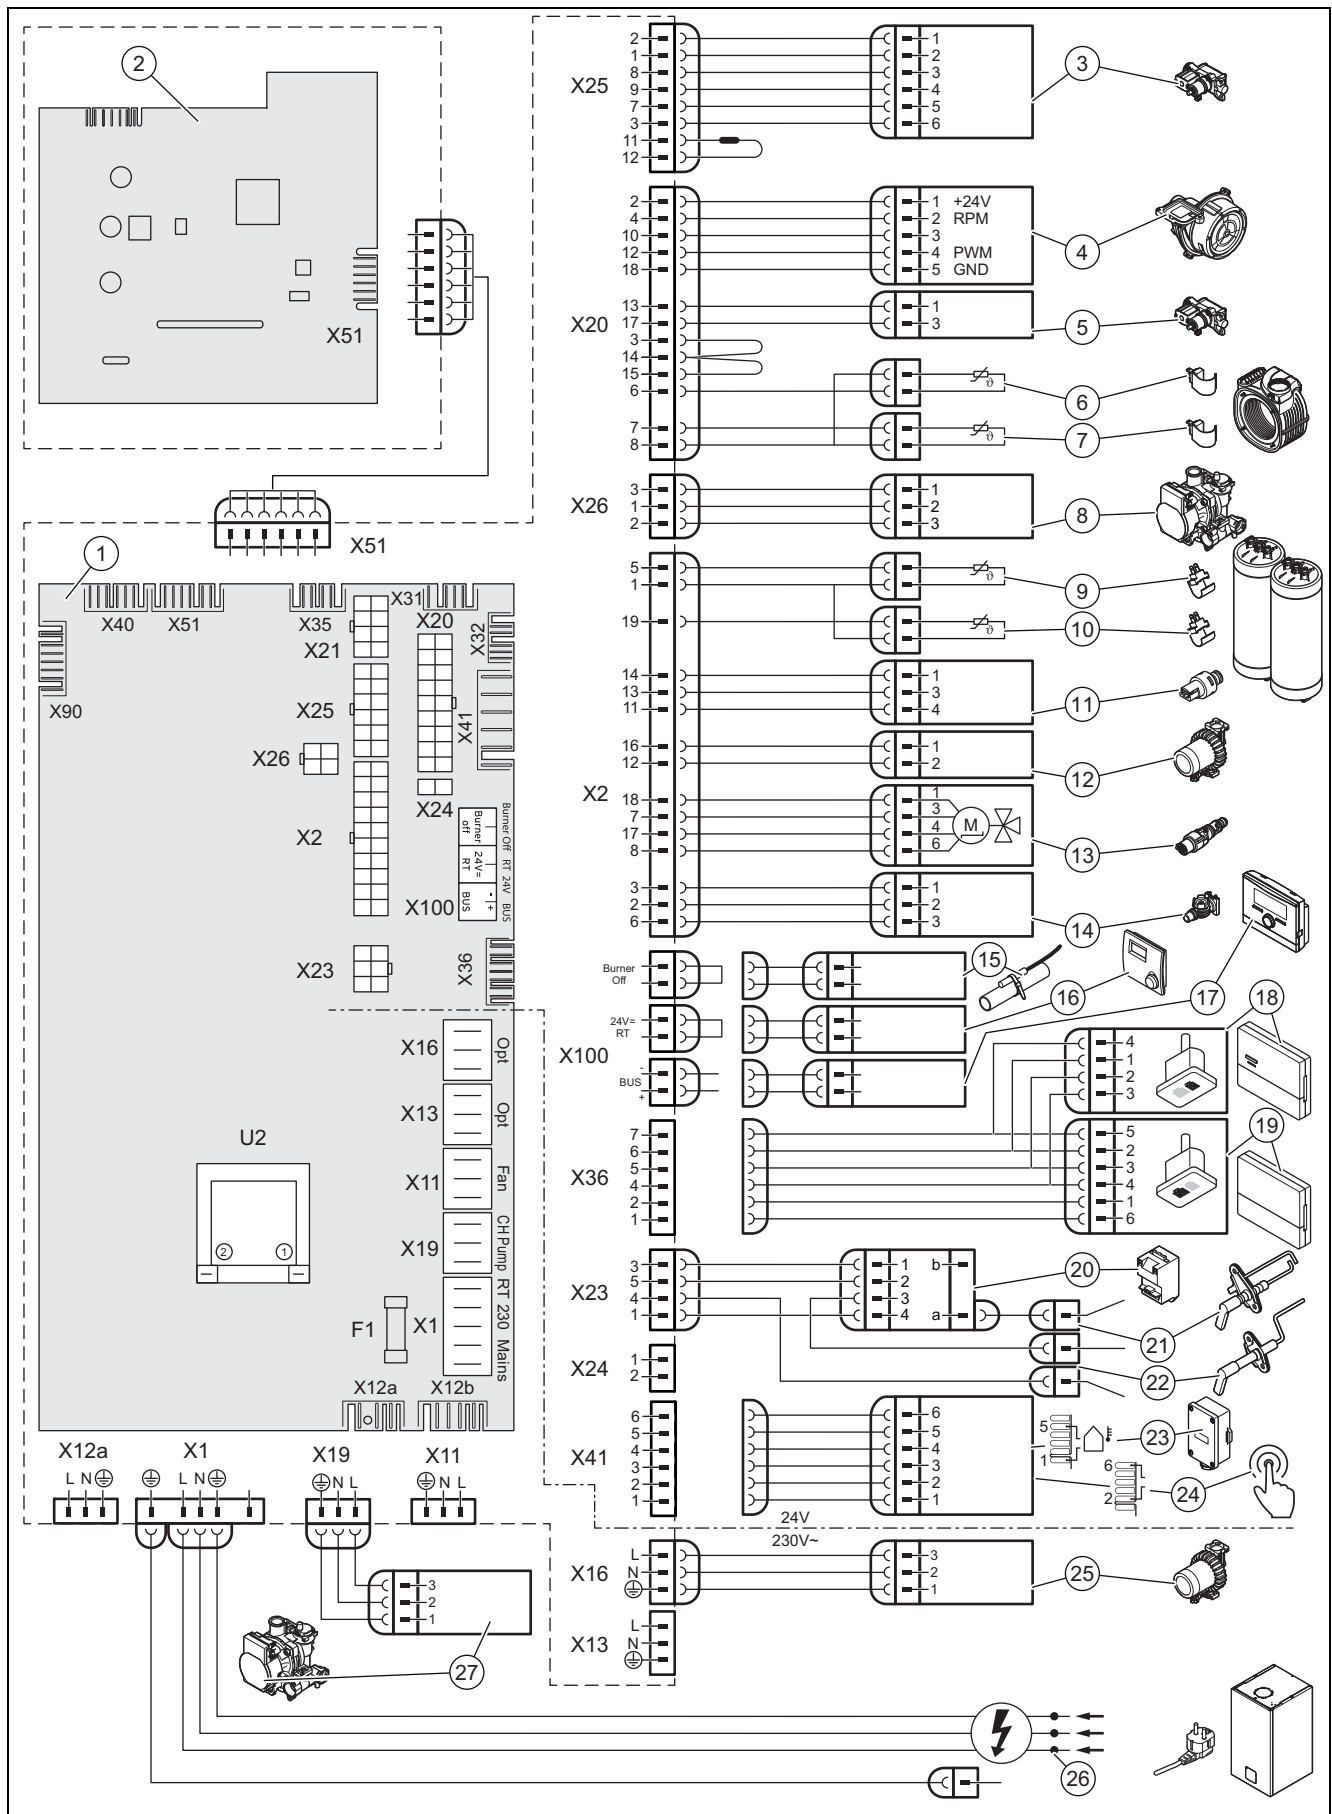 2
X51
X51
1
X40
X51
X35
X31
X21
X20
X32
X90
X25
X41
X26
X24
X2
Burner off
24V= RT
BUS
- | +
Burner Off RT 24V BUS
X100
X23
X36
X16
Opt
X13
Opt
U2
2
1
X11
Fan
X19
CH Pump
F1
X1
RT 230 Mains
X12a
X12b
X12a
L N
X1
L N
X19
N L
X11
N L
3
2
1
27
X25
2
1
8
9
7
3
11
12
1
2
3
4
5
6
3
X20
2
4
10
12
18
1 +24V
2 RPM
3
4 PWM
5 GND
4
13
17
3
14
15
6
7
8
1
3
5
ϑ
6
ϑ
7
X26
3
1
2
1
2
3
8
X2
5
1
19
14
13
11
16
12
18
7
17
8
3
2
6
ϑ
9
ϑ
10
1
3
4
11
1
2
12
1
3
4
6
M
13
1
2
3
14
X100
Burner
Off
24V=
RT
-
BUS
+
15
16
17
4
1
2
3
18
X36
7
6
5
4
2
1
5
2
3
4
1
6
19
X23
3
5
4
1
1
2
3
4
b
a
20
21
X24
1
2
22
X41
6
5
4
3
2
1
6
5
4
3
2
1
5
1
23
6
2
24
24V
230V~
X16
L
N
3
2
1
25
X13
L
N
26